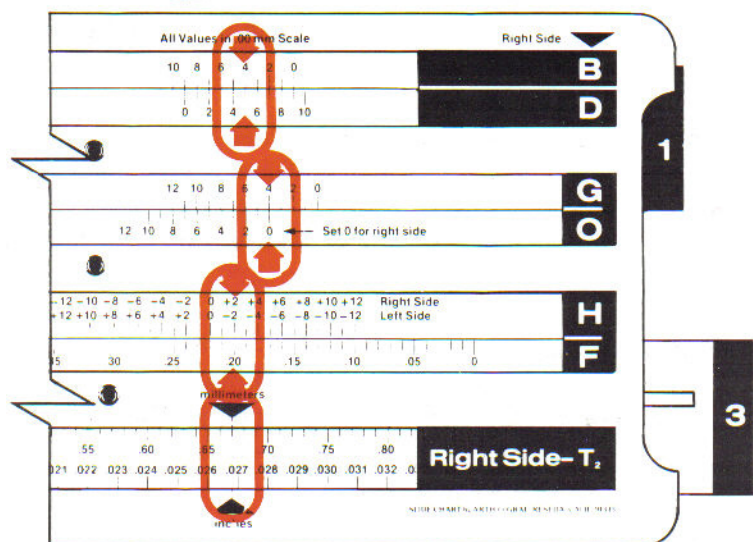 All Values in .00 mm Scale Right Side
10 8 6 4 2 0 B
0 2 4 6 8 10 D
1
12 10 8 6 4 2 0 G
12 10 8 6 4 2 0 Set 0 for right side O
-12 -10 -8 -6 -4 -2 0 +2 +4 +6 +8 +10 +12 Right Side H
+12 +10 +8 +6 +4 +2 0 -2 -4 -6 -8 -10 -12 Left Side
.30 .25 .20 .15 .10 .05 0 F
3
millimeters
.55 .60 .65 .70 .75 .80
.021 .022 .023 .024 .025 .026 .027 .028 .029 .030 .031 .032 Right Side–T₂
inches